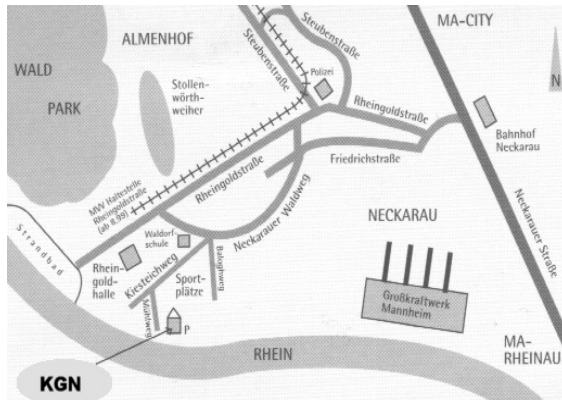 MA-CITY
ALMENHOF
Steubenstraße
Steubenstraße
WALD
PARK
Stollen-
wörth-
weiher
Polizei
N
Rheingoldstraße
Bahnhof
Neckarau
Friedrichstraße
MVV Haltestelle
Rheingoldstraße
(ab 11.99)
Rheingoldstraße
Neckarauer Waldweg
NECKARAU
Neckarauer Straße
Strandbad
Waldorf-
schule
Rhein-
gold-
halle
Kiesteichweg
Sport-
plätze
Baloghweg
Mühlweg
P
Großkraftwerk
Mannheim
RHEIN
MA-
RHEINAU
KGN